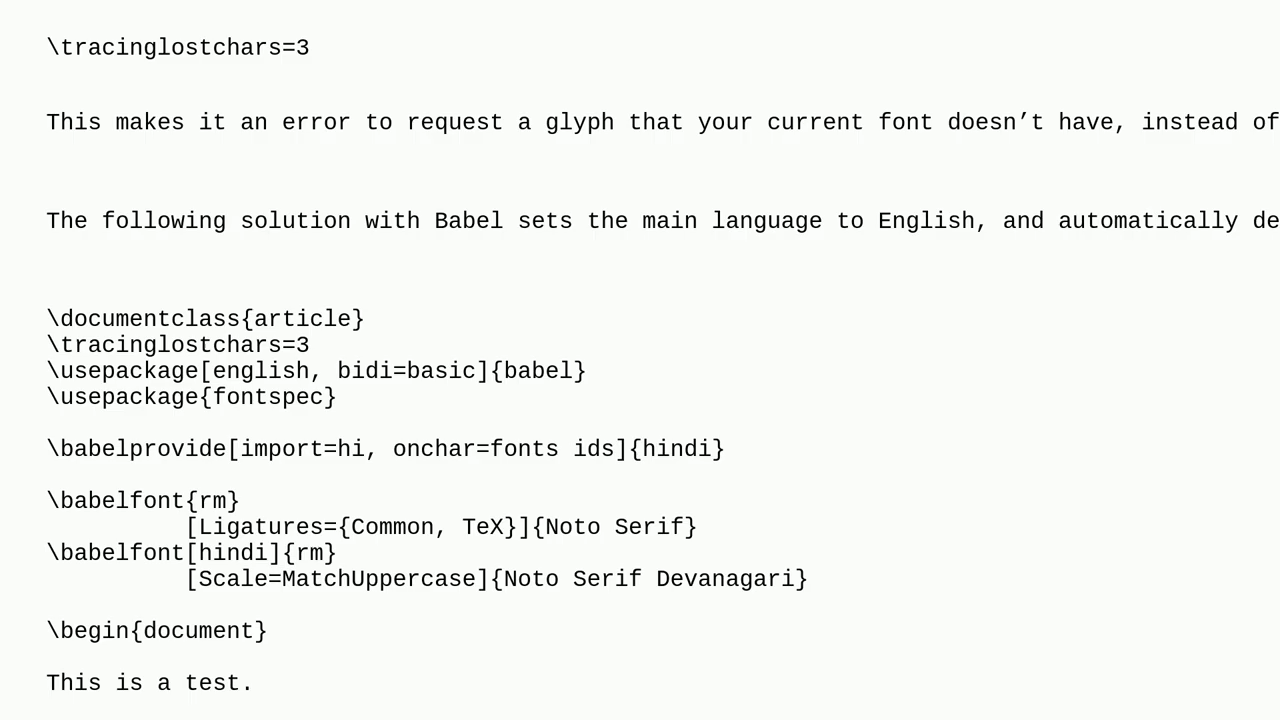 \tracinglostchars=3
This makes it an error to request a glyph that your current font doesn’t have, instead of
The following solution with Babel sets the main language to English, and automatically de
\documentclass{article}
\tracinglostchars=3
\usepackage[english, bidi=basic]{babel}
\usepackage{fontspec}
\babelprovide[import=hi, onchar=fonts ids]{hindi}
\babelfont{rm}
[Ligatures={Common, TeX}]{Noto Serif}
\babelfont[hindi]{rm}
[Scale=MatchUppercase]{Noto Serif Devanagari}
\begin{document}
This is a test.